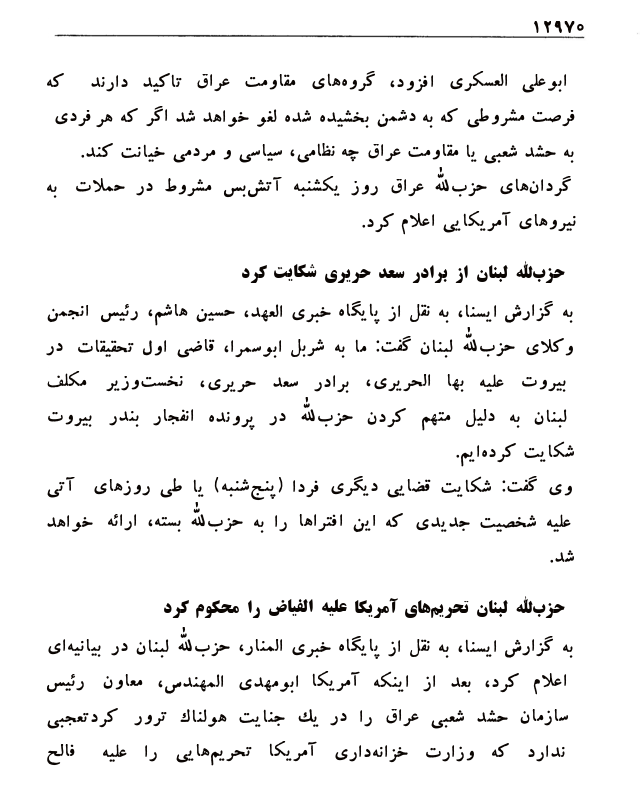 ۱۲۹۷۰
ابوعلی العسکری افزود، گروه‌های مقاومت عراق تاکید دارند که
فرصت مشروطی که به دشمن بخشیده شده لغو خواهد شد اگر که هر فردی
به حشد شعبی یا مقاومت عراق چه نظامی، سیاسی و مردمی خیانت کند.
گردان‌های حزب‌الله عراق روز یکشنبه آتش‌بس مشروط در حملات به
نیروهای آمریکایی اعلام کرد.
حزب‌الله لبنان از برادر سعد حریری شکایت کرد
به گزارش ایسنا، به نقل از پایگاه خبری العهد، حسین هاشم، رئیس انجمن
وکلای حزب‌الله لبنان گفت: ما به شربل ابوسمرا، قاضی اول تحقیقات در
بیروت علیه بها الحریری، برادر سعد حریری، نخست‌وزیر مکلف
لبنان به دلیل متهم کردن حزب‌الله در پرونده انفجار بندر بیروت
شکایت کرده‌ایم.
وی گفت: شکایت قضایی دیگری فردا (پنج‌شنبه) یا طی روزهای آتی
علیه شخصیت جدیدی که این افتراها را به حزب‌الله بسته، ارائه خواهد
شد.
حزب‌الله لبنان تحریم‌های آمریکا علیه الفیاض را محکوم کرد
به گزارش ایسنا، به نقل از پایگاه خبری المنار، حزب‌الله لبنان در بیانیه‌ای
اعلام کرد، بعد از اینکه آمریکا ابومهدی المهندس، معاون رئیس
سازمان حشد شعبی عراق را در یك جنایت هولناك ترور کردتعجبی
ندارد که وزارت خزانه‌داری آمریکا تحریم‌هایی را علیه فالح